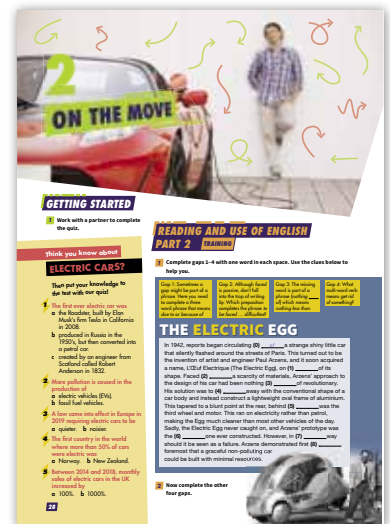 2
ON THE MOVE
GETTING STARTED
1 Work with a partner to complete
the quiz.
Think you know about
ELECTRIC CARS?
Then put your knowledge to
the test with our quiz!
1 The first ever electric car was
a the Roadster, built by Elon
Musk's firm Tesla in California
in 2008.
b produced in Russia in the
1950's, but then converted into
a petrol car.
c created by an engineer from
Scotland called Robert
Anderson in 1832.
2 More pollution is caused in the
production of
a electric vehicles (EVs).
b fossil fuel vehicles.
3 A law came into effect in Europe in
2019 requiring electric cars to be
a quieter. b noisier.
4 The first country in the world
where more than 50% of cars
were electric was
a Norway. b New Zealand.
5 Between 2014 and 2018, monthly
sales of electric cars in the UK
increased by
a 100%. b 1000%.
28
READING AND USE OF ENGLISH
PART 2 TRAINING
1 Complete gaps 1–4 with one word in each space. Use the clues below to
help you.
Gap 1: Sometimes a
gap might be part of a
phrase. Here you need
to complete a three
word phrase that means
due to or because of
Gap 2: Although faced
is passive, don't fall
into the trap of writing
by. Which preposition
completes the phrase to
be faced ... difficulties?
Gap 3: The missing
word is part of a
phrase (nothing ___
of) which means
nothing less than.
Gap 4: What
multi-word verb
means get rid
of something?
THE ELECTRIC EGG
In 1942, reports began circulating (0) of a strange shiny little car
that silently floated around the streets of Paris. This turned out to be
the invention of artist and engineer Paul Arzens, and it soon acquired
a name, L'Œuf Electrique (The Electric Egg), on (1) ______ of its
shape. Faced (2) ______ a scarcity of materials, Arzens' approach to
the design of his car had been nothing (3) ______ of revolutionary.
His solution was to (4) ______ away with the conventional shape of a
car body and instead construct a lightweight oval frame of aluminium.
This tapered to a blunt point at the rear, behind (5) ______ was the
third wheel and motor. This ran on electricity rather than petrol,
making the Egg much cleaner than most other vehicles of the day.
Sadly, the Electric Egg never caught on, and Arzens' prototype was
the (6) ______ one ever constructed. However, in (7) ______ way
should it be seen as a failure. Arzens demonstrated first (8) ______
foremost that a graceful non-polluting car
could be built with minimal resources.
2 Now complete the other
four gaps.